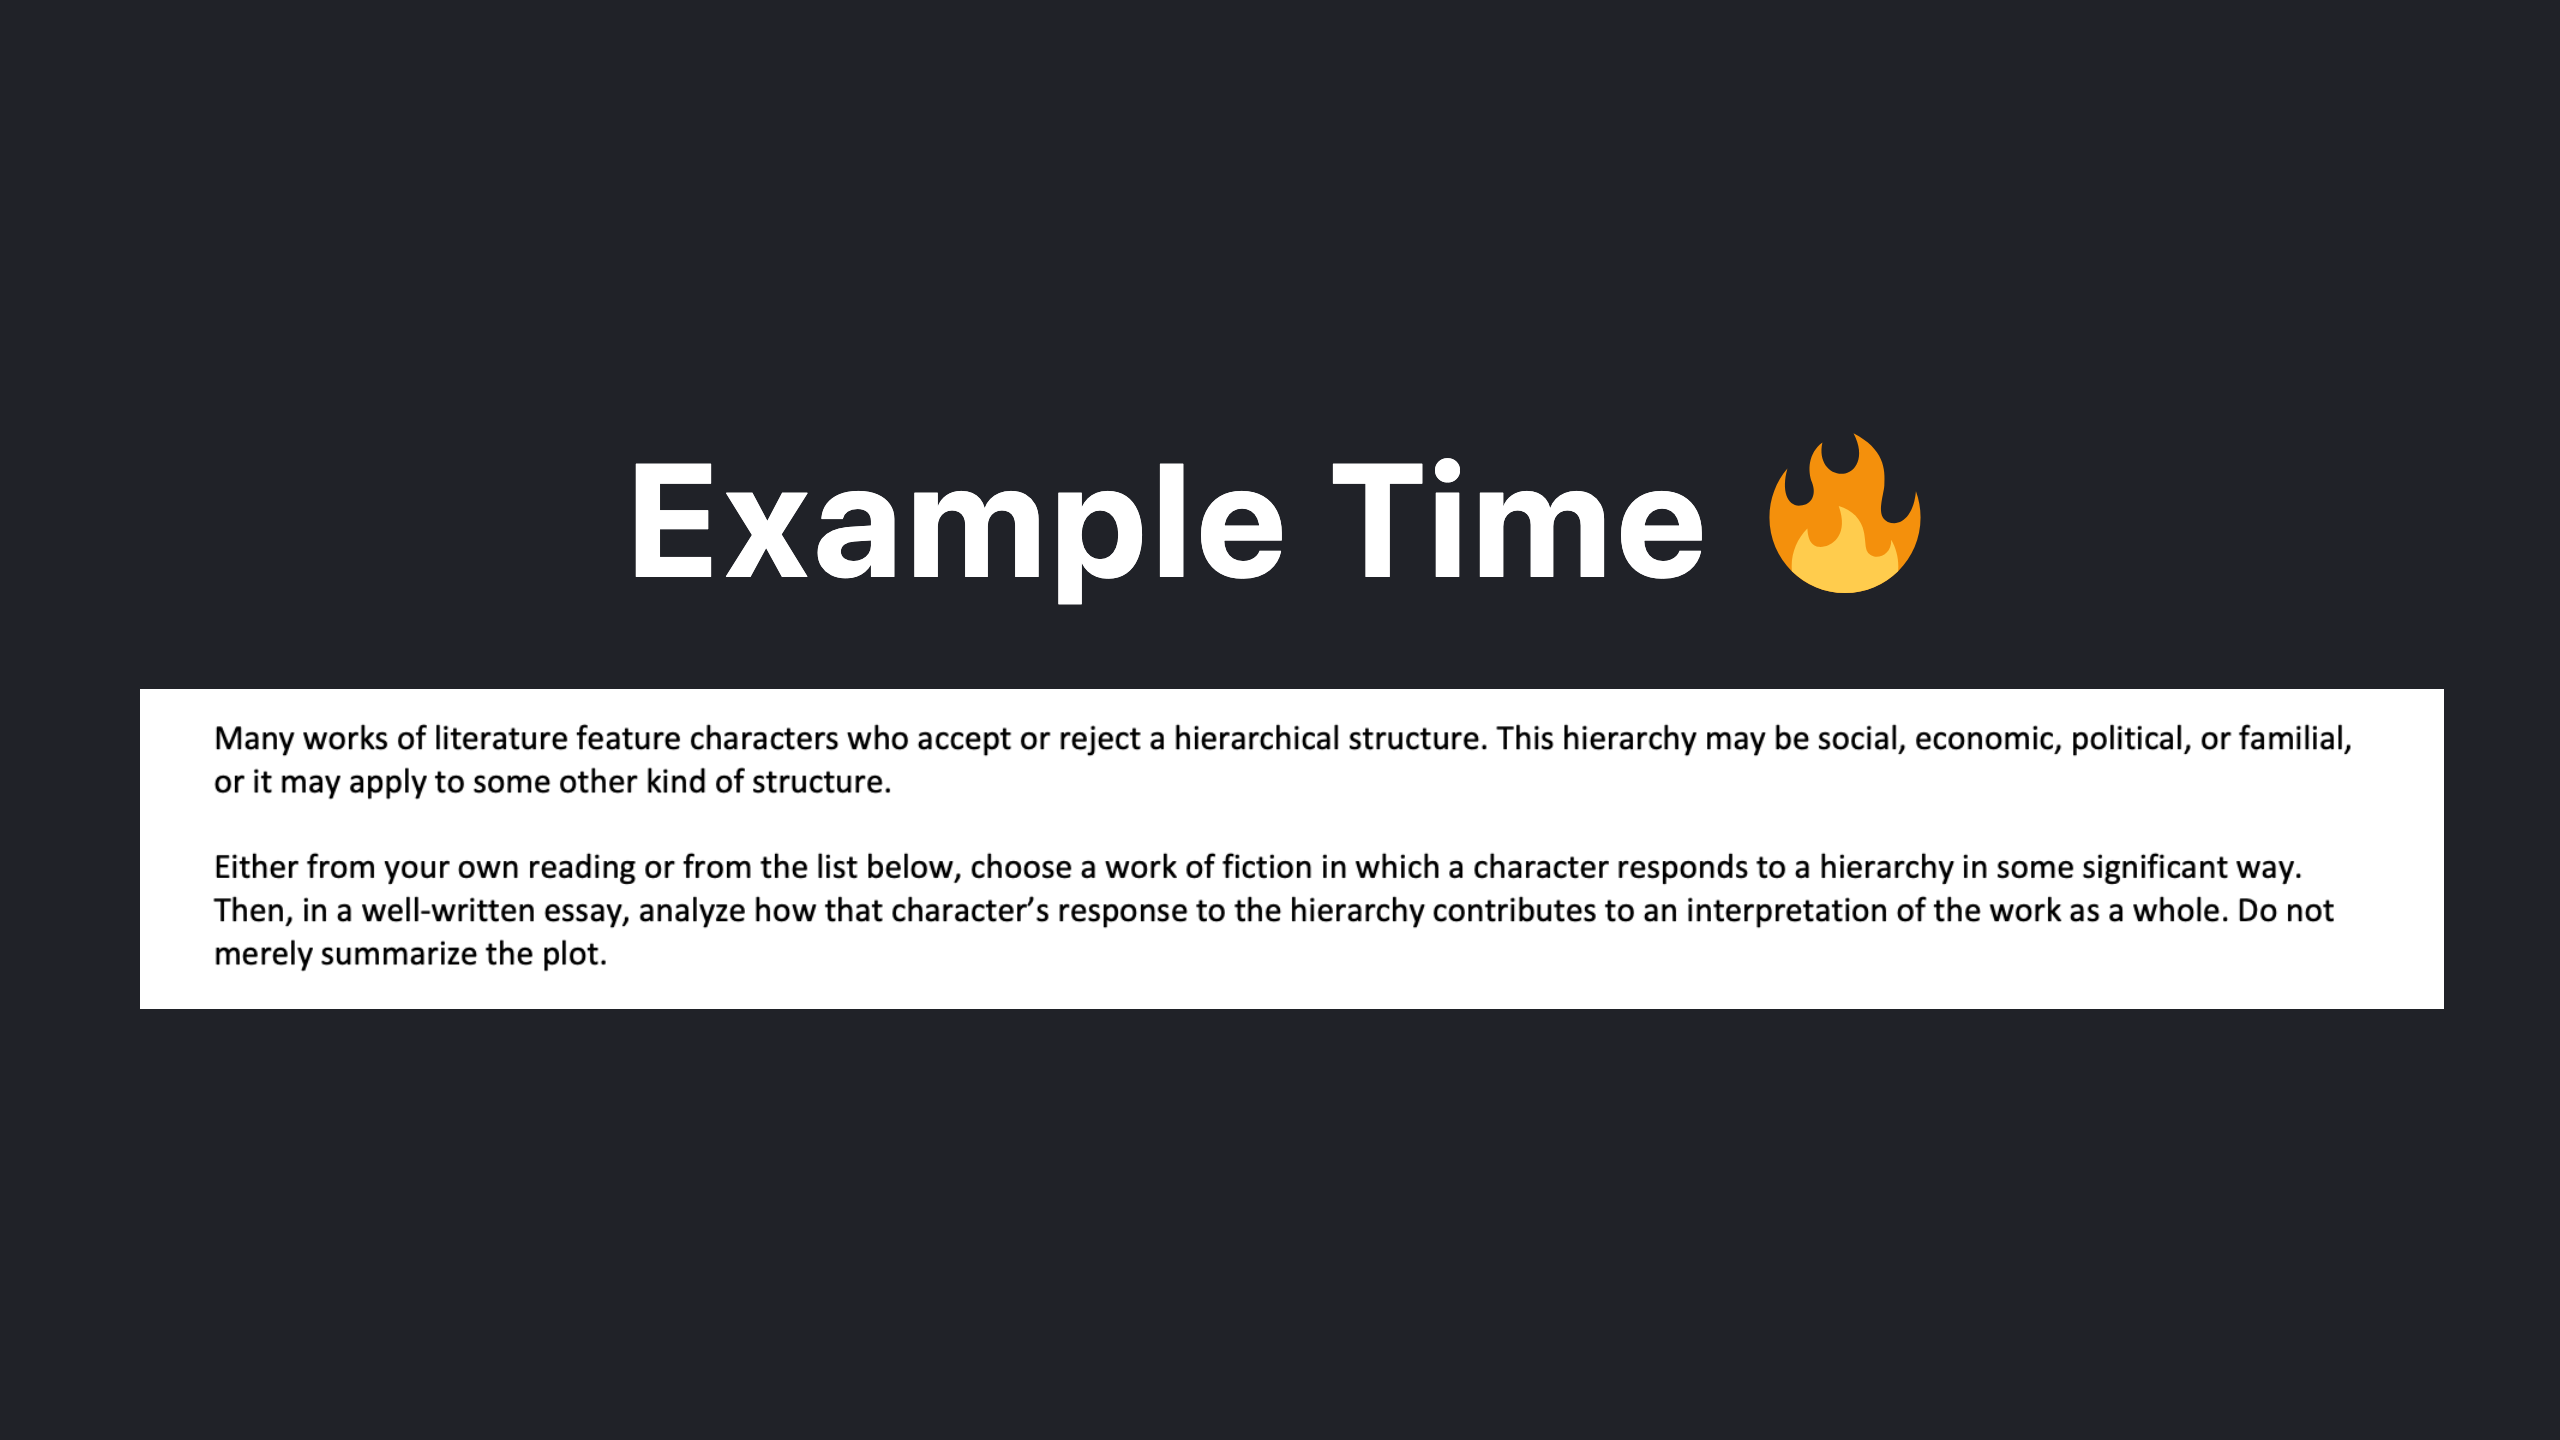 Example Time 🔥
Many works of literature feature characters who accept or reject a hierarchical structure. This hierarchy may be social, economic, political, or familial,
or it may apply to some other kind of structure.
Either from your own reading or from the list below, choose a work of fiction in which a character responds to a hierarchy in some significant way.
Then, in a well-written essay, analyze how that character’s response to the hierarchy contributes to an interpretation of the work as a whole. Do not
merely summarize the plot.